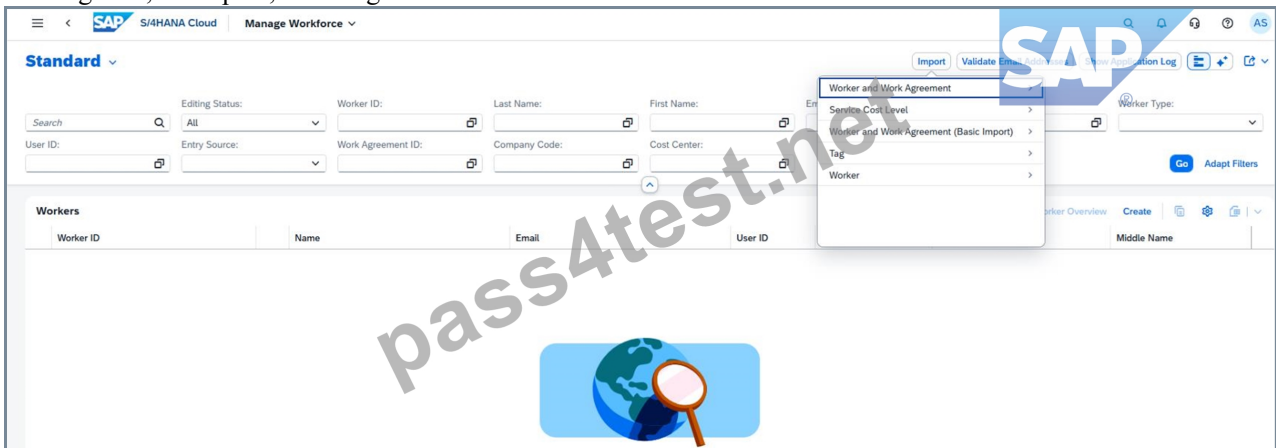 S/4HANA Cloud
Manage Workforce
AS
Standard
Import
Validate Email Addresses
Show Application Log
Editing Status:
Worker ID:
Last Name:
First Name:
Worker Type:
Search
All
User ID:
Entry Source:
Work Agreement ID:
Company Code:
Cost Center:
Worker and Work Agreement
Service Cost Level
Worker and Work Agreement (Basic Import)
Tag
Worker
Go
Adapt Filters
Workers
Overview
Create
Worker ID
Name
Email
User ID
Middle Name
SAP
SAP
pass4test.net